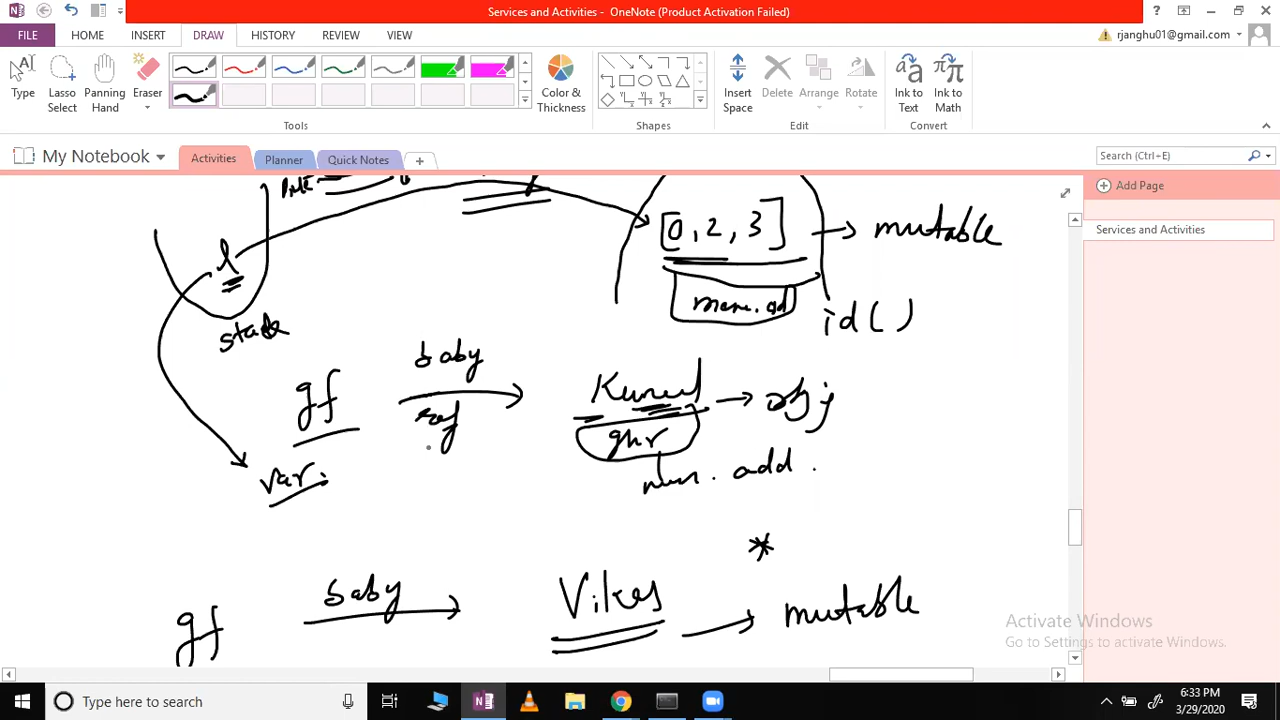 Services and Activities - OneNote (Product Activation Failed)
?
FILE HOME INSERT DRAW HISTORY REVIEW VIEW
rjanghu01@gmail.com
Type Lasso Select Panning Hand Eraser Color & Thickness Insert Space Delete Arrange Rotate Ink to Text Ink to Math
Tools Shapes Edit Convert
My Notebook Activities Planner Quick Notes + Search (Ctrl+E)
Add Page
Services and Activities
l [0, 2, 3] mutable
mem. ad id( )
baby
gf obj
ref
ghr
var. add.
*
gf baby Vikas mutable
Activate Windows
Go to Settings to activate Windows.
Type here to search
6:33 PM
3/29/2020